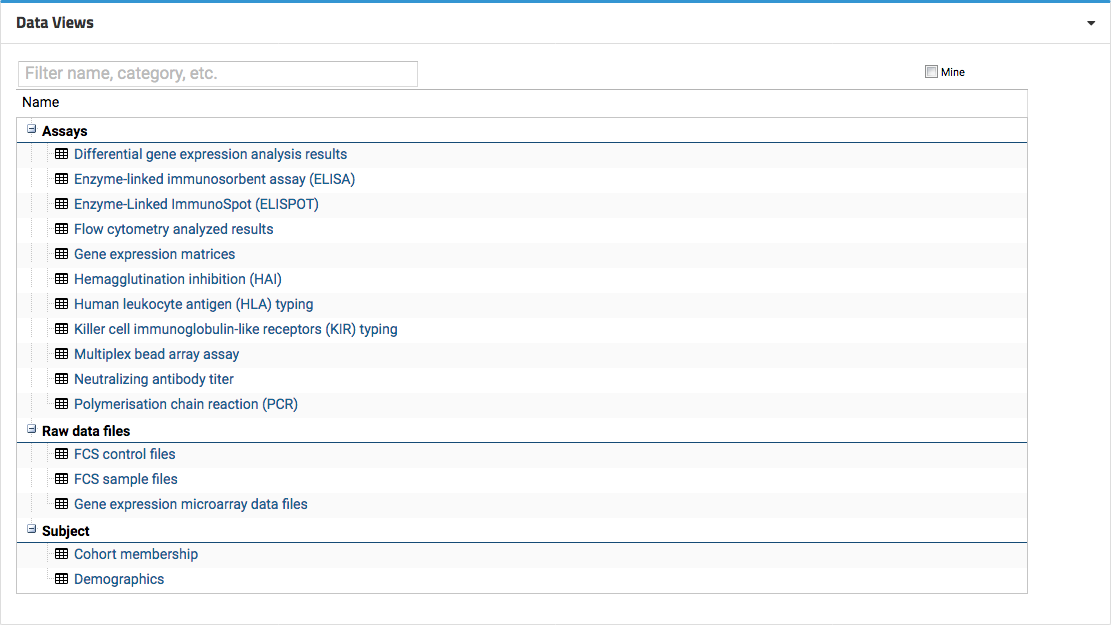 Data Views
Filter name, category, etc.
Mine
Name
Assays
Differential gene expression analysis results
Enzyme-linked immunosorbent assay (ELISA)
Enzyme-Linked ImmunoSpot (ELISPOT)
Flow cytometry analyzed results
Gene expression matrices
Hemagglutination inhibition (HAI)
Human leukocyte antigen (HLA) typing
Killer cell immunoglobulin-like receptors (KIR) typing
Multiplex bead array assay
Neutralizing antibody titer
Polymerisation chain reaction (PCR)
Raw data files
FCS control files
FCS sample files
Gene expression microarray data files
Subject
Cohort membership
Demographics